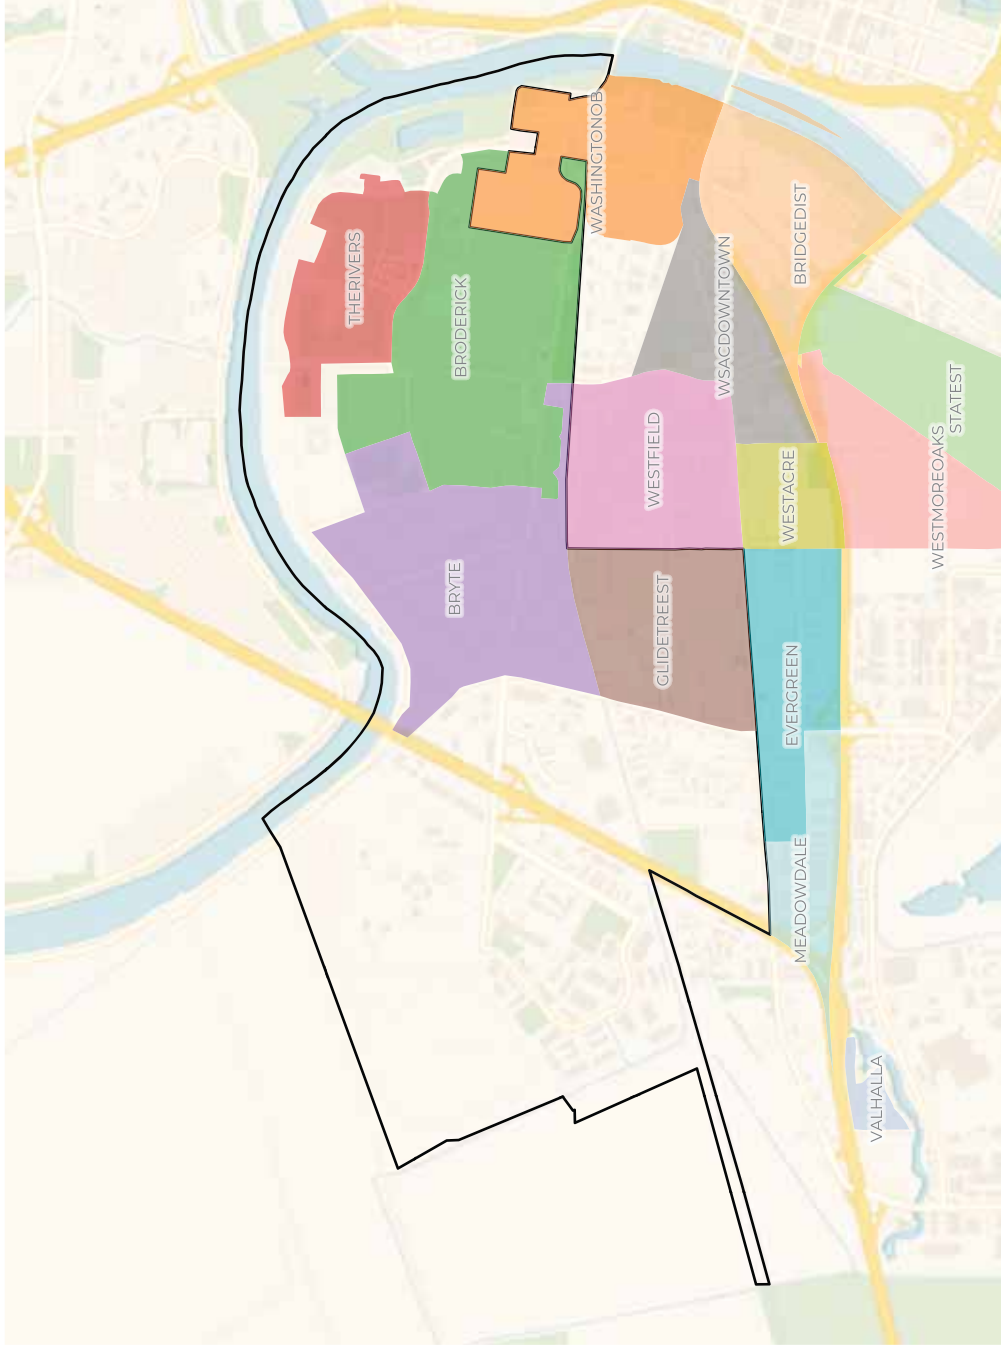 WASHINGTONOB
THERIVERS
BRIDGEDIST
BRODERICK
WSACDOWNTOWN
STATEST
WESTFIELD
WESTACRE
WESTMOREOAKS
BRYTE
GLIDETREEST
EVERGREEN
MEADOWDALE
VALHALLA